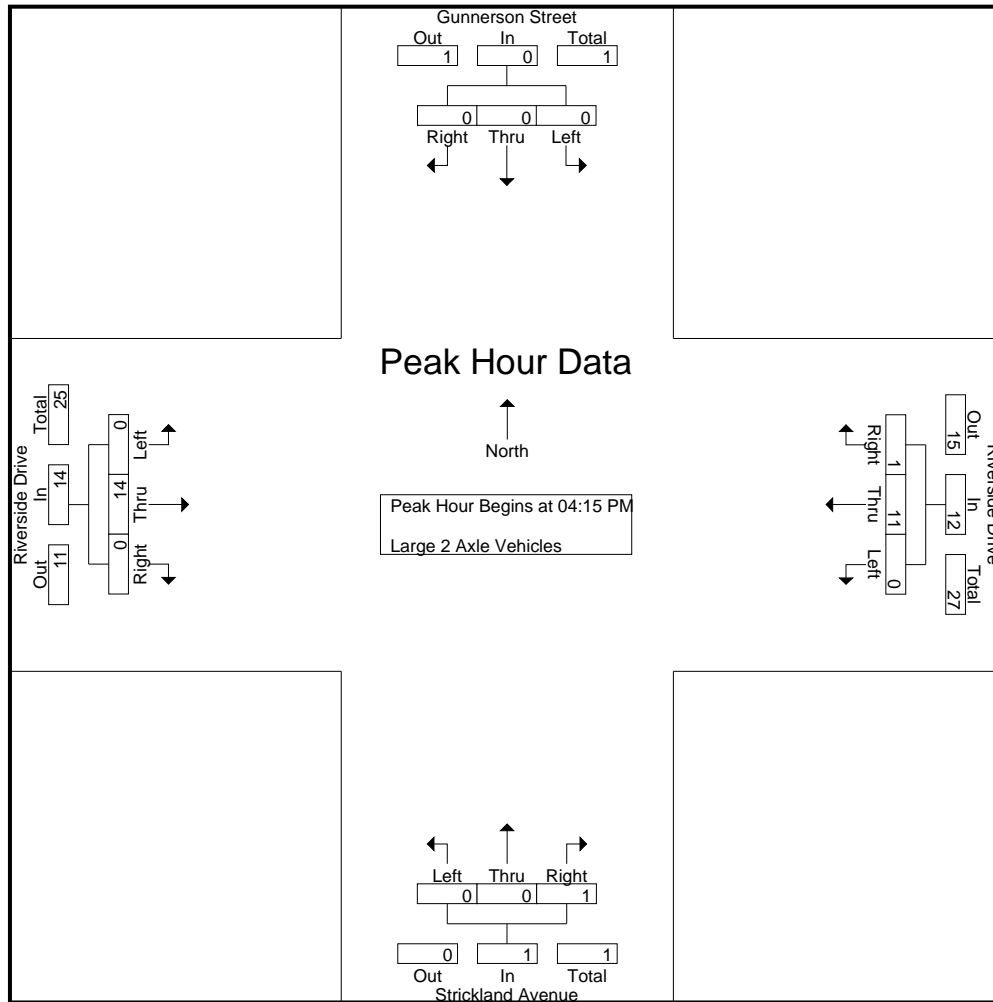 Gunnerson Street
Out In Total
1 0 1
0 0 0
Right Thru Left
Peak Hour Data
North
Peak Hour Begins at 04:15 PM
Large 2 Axle Vehicles
Riverside Drive
Total In Out
25 14 11
0 14 0
Left Thru Right
Riverside Drive
Out In Total
15 12 27
1 11 0
Right Thru Left
Left Thru Right
0 0 1
0 1 1
Out In Total
Strickland Avenue